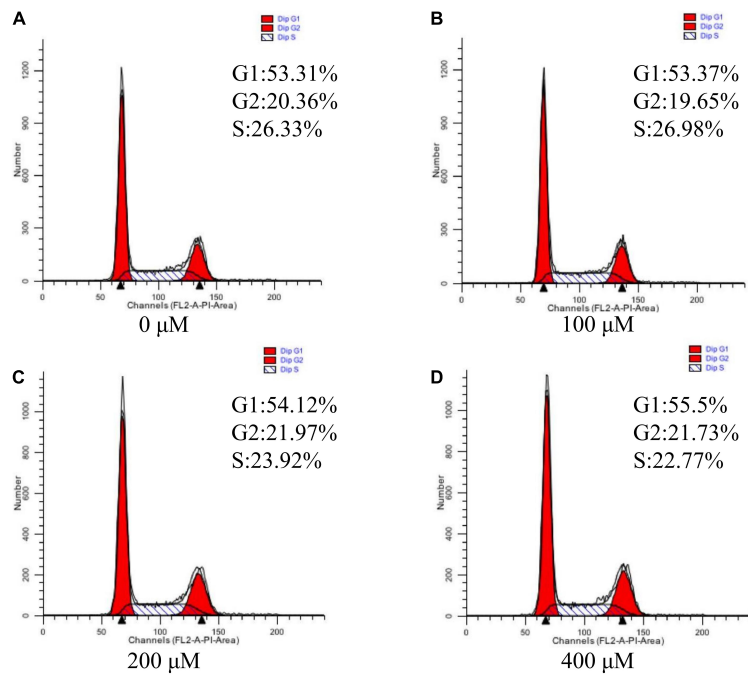 A
Dip G1
Dip G2
Dip S
G1:53.31%
G2:20.36%
S:26.33%
Number
1200
900
600
300
0
0 50 100 150 200
Channels (FL2-A-PI-Area)
0 μM
B
Dip G1
Dip G2
Dip S
G1:53.37%
G2:19.65%
S:26.98%
Number
1200
900
600
300
0
0 50 100 150 200
Channels (FL2-A-PI-Area)
100 μM
C
Dip G1
Dip G2
Dip S
G1:54.12%
G2:21.97%
S:23.92%
Number
1000
800
600
400
200
0
0 50 100 150 200
Channels (FL2-A-PI-Area)
200 μM
D
Dip G1
Dip G2
Dip S
G1:55.5%
G2:21.73%
S:22.77%
Number
1000
800
600
400
200
0
0 50 100 150 200
Channels (FL2-A-PI-Area)
400 μM